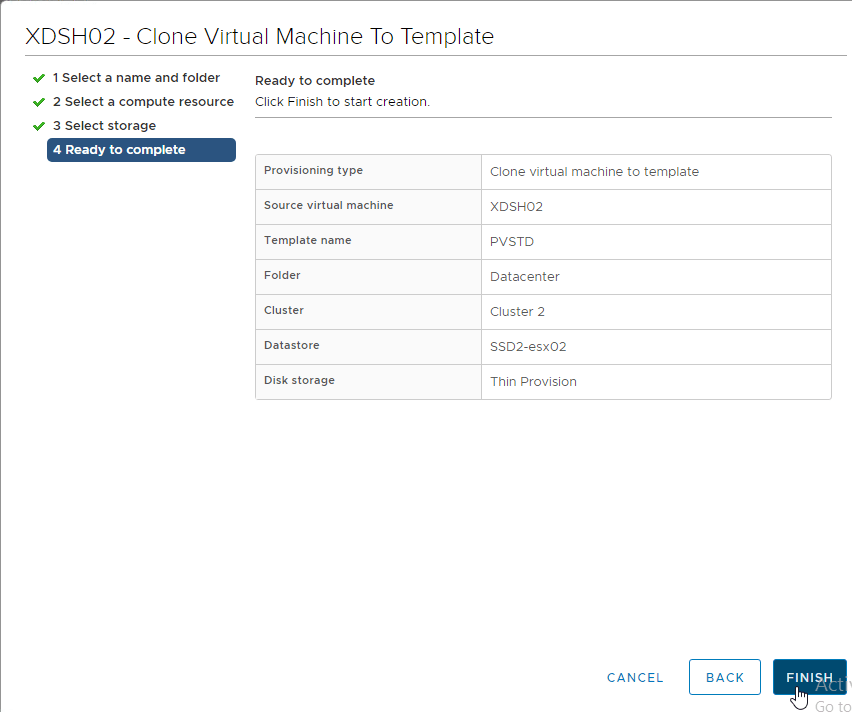 XDSH02 - Clone Virtual Machine To Template
1 Select a name and folder
2 Select a compute resource
3 Select storage
4 Ready to complete
Ready to complete
Click Finish to start creation.
Provisioning type Clone virtual machine to template
Source virtual machine XDSH02
Template name PVSTD
Folder Datacenter
Cluster Cluster 2
Datastore SSD2-esx02
Disk storage Thin Provision
CANCEL BACK FINISH
Go to